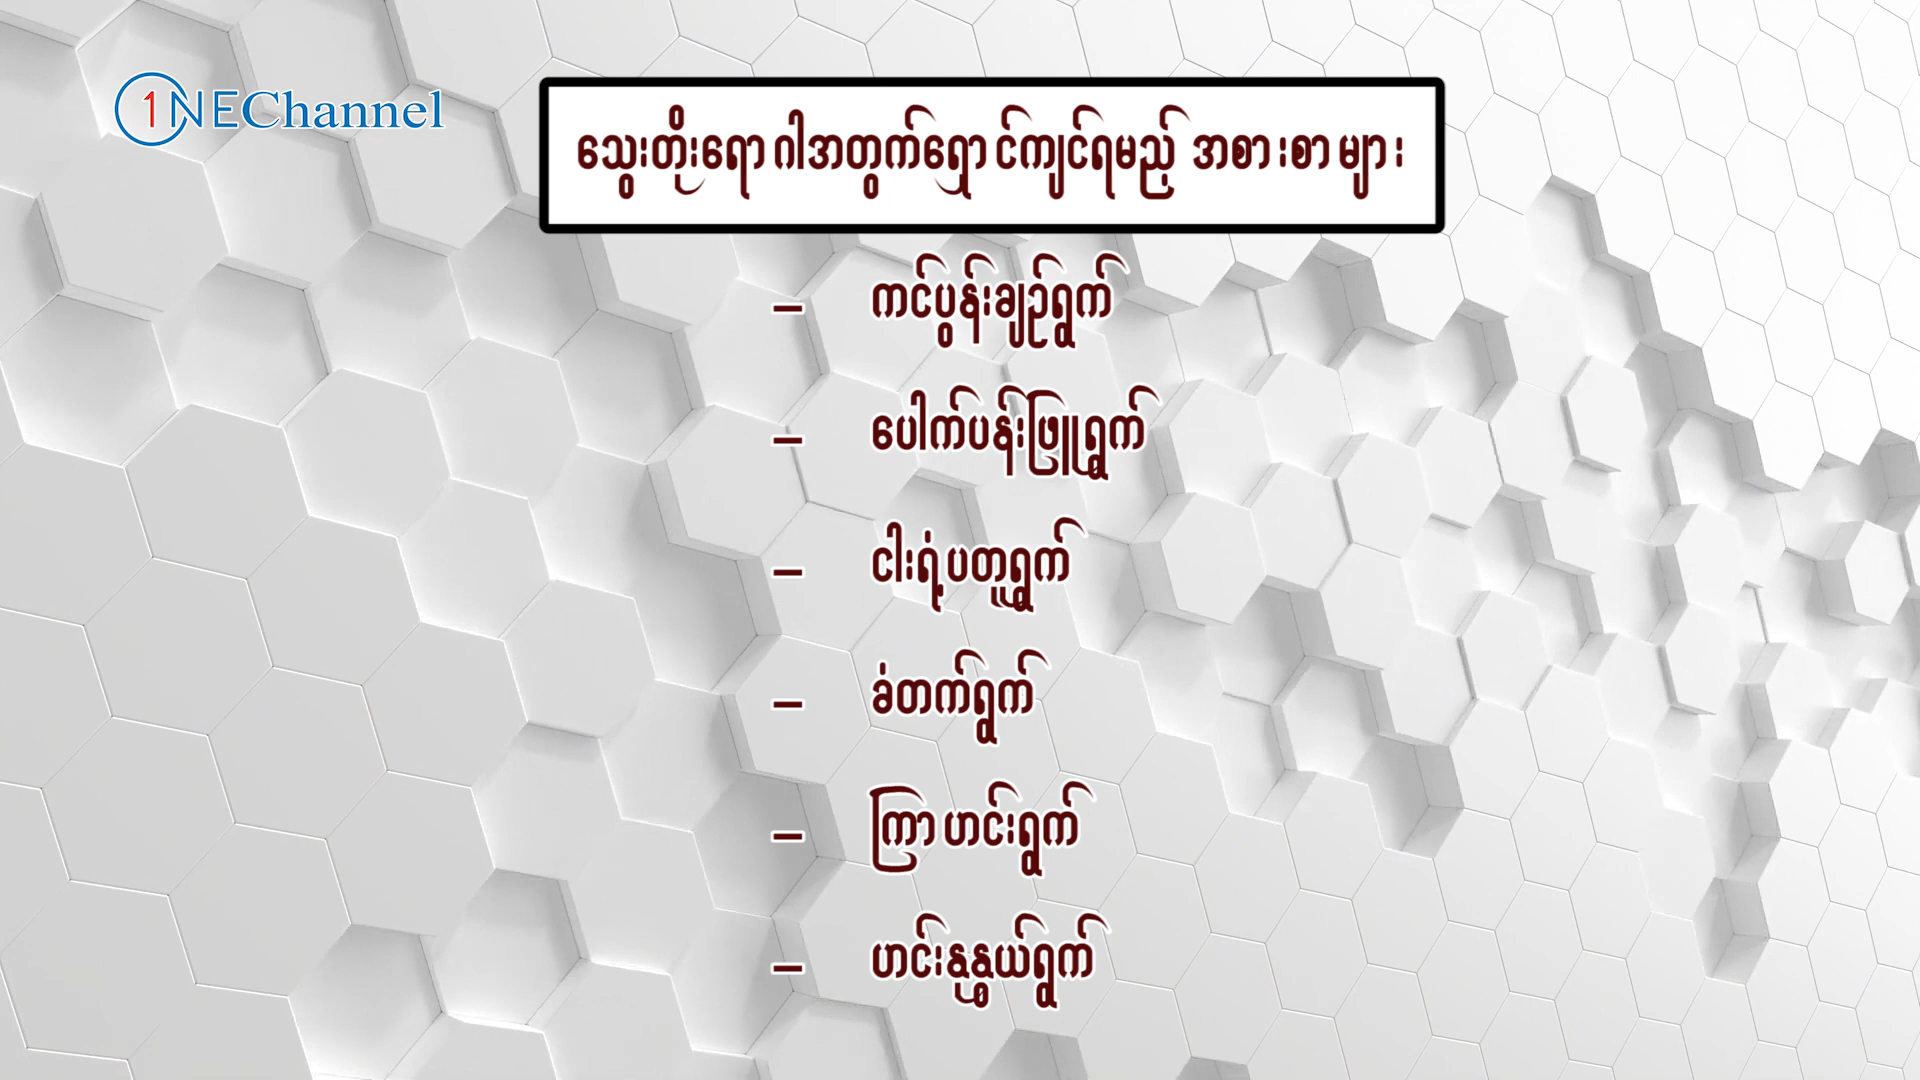 1NEChannel
သွေးတိုးရောဂါအတွက်ရှောင်ကျင်ရမည့် အစားစာများ
– ကင်ပွန်းချဉ်ရွက်
– ပေါက်ပန်းဖြူရွက်
– ငါးရံ့ပတူရွက်
– ခံတက်ရွက်
– ကြာဟင်းရွက်
– ဟင်းနုနွယ်ရွက်